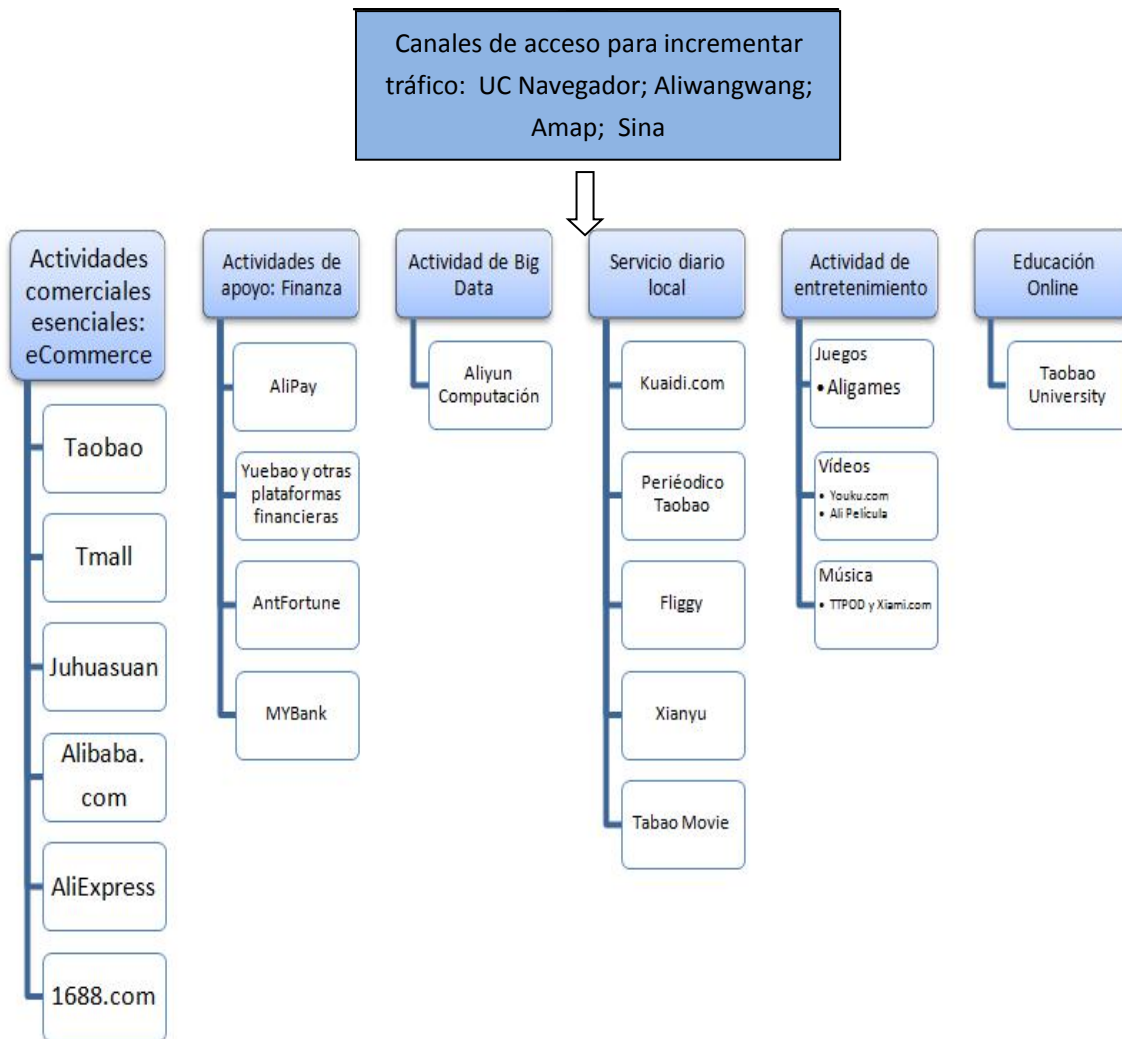 Canales de acceso para incrementar
tráfico: UC Navegador; Aliwangwang;
Amap; Sina
Actividades
comerciales
esenciales:
eCommerce
Taobao
Tmall
Juhuasuan
Alibaba.
com
AliExpress
1688.com
Actividades de
apoyo: Finanza
AliPay
Yuebao y otras
plataformas
financieras
AntFortune
MYBank
Actividad de Big
Data
Aliyun
Computación
Servicio diario
local
Kuaidi.com
Periéodico
Taobao
Fliggy
Xianyu
Tabao Movie
Actividad de
entretenimiento
Juegos
• Aligames
Vídeos
• Youku.com
• Ali Película
Música
• TTPOD y Xiami.com
Educación
Online
Taobao
University